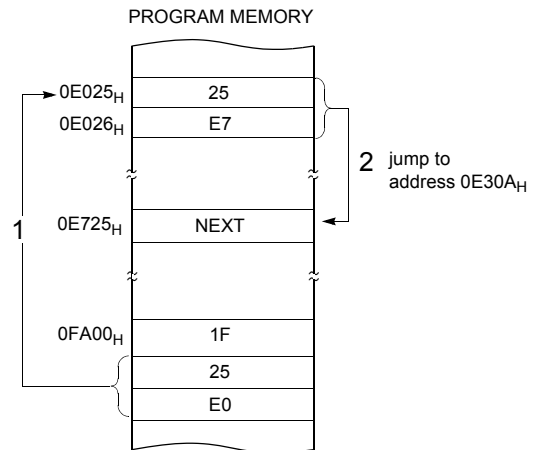 PROGRAM MEMORY
0E025H 25
0E026H E7
2 jump to
address 0E30AH
1 0E725H NEXT
0FA00H 1F
25
E0